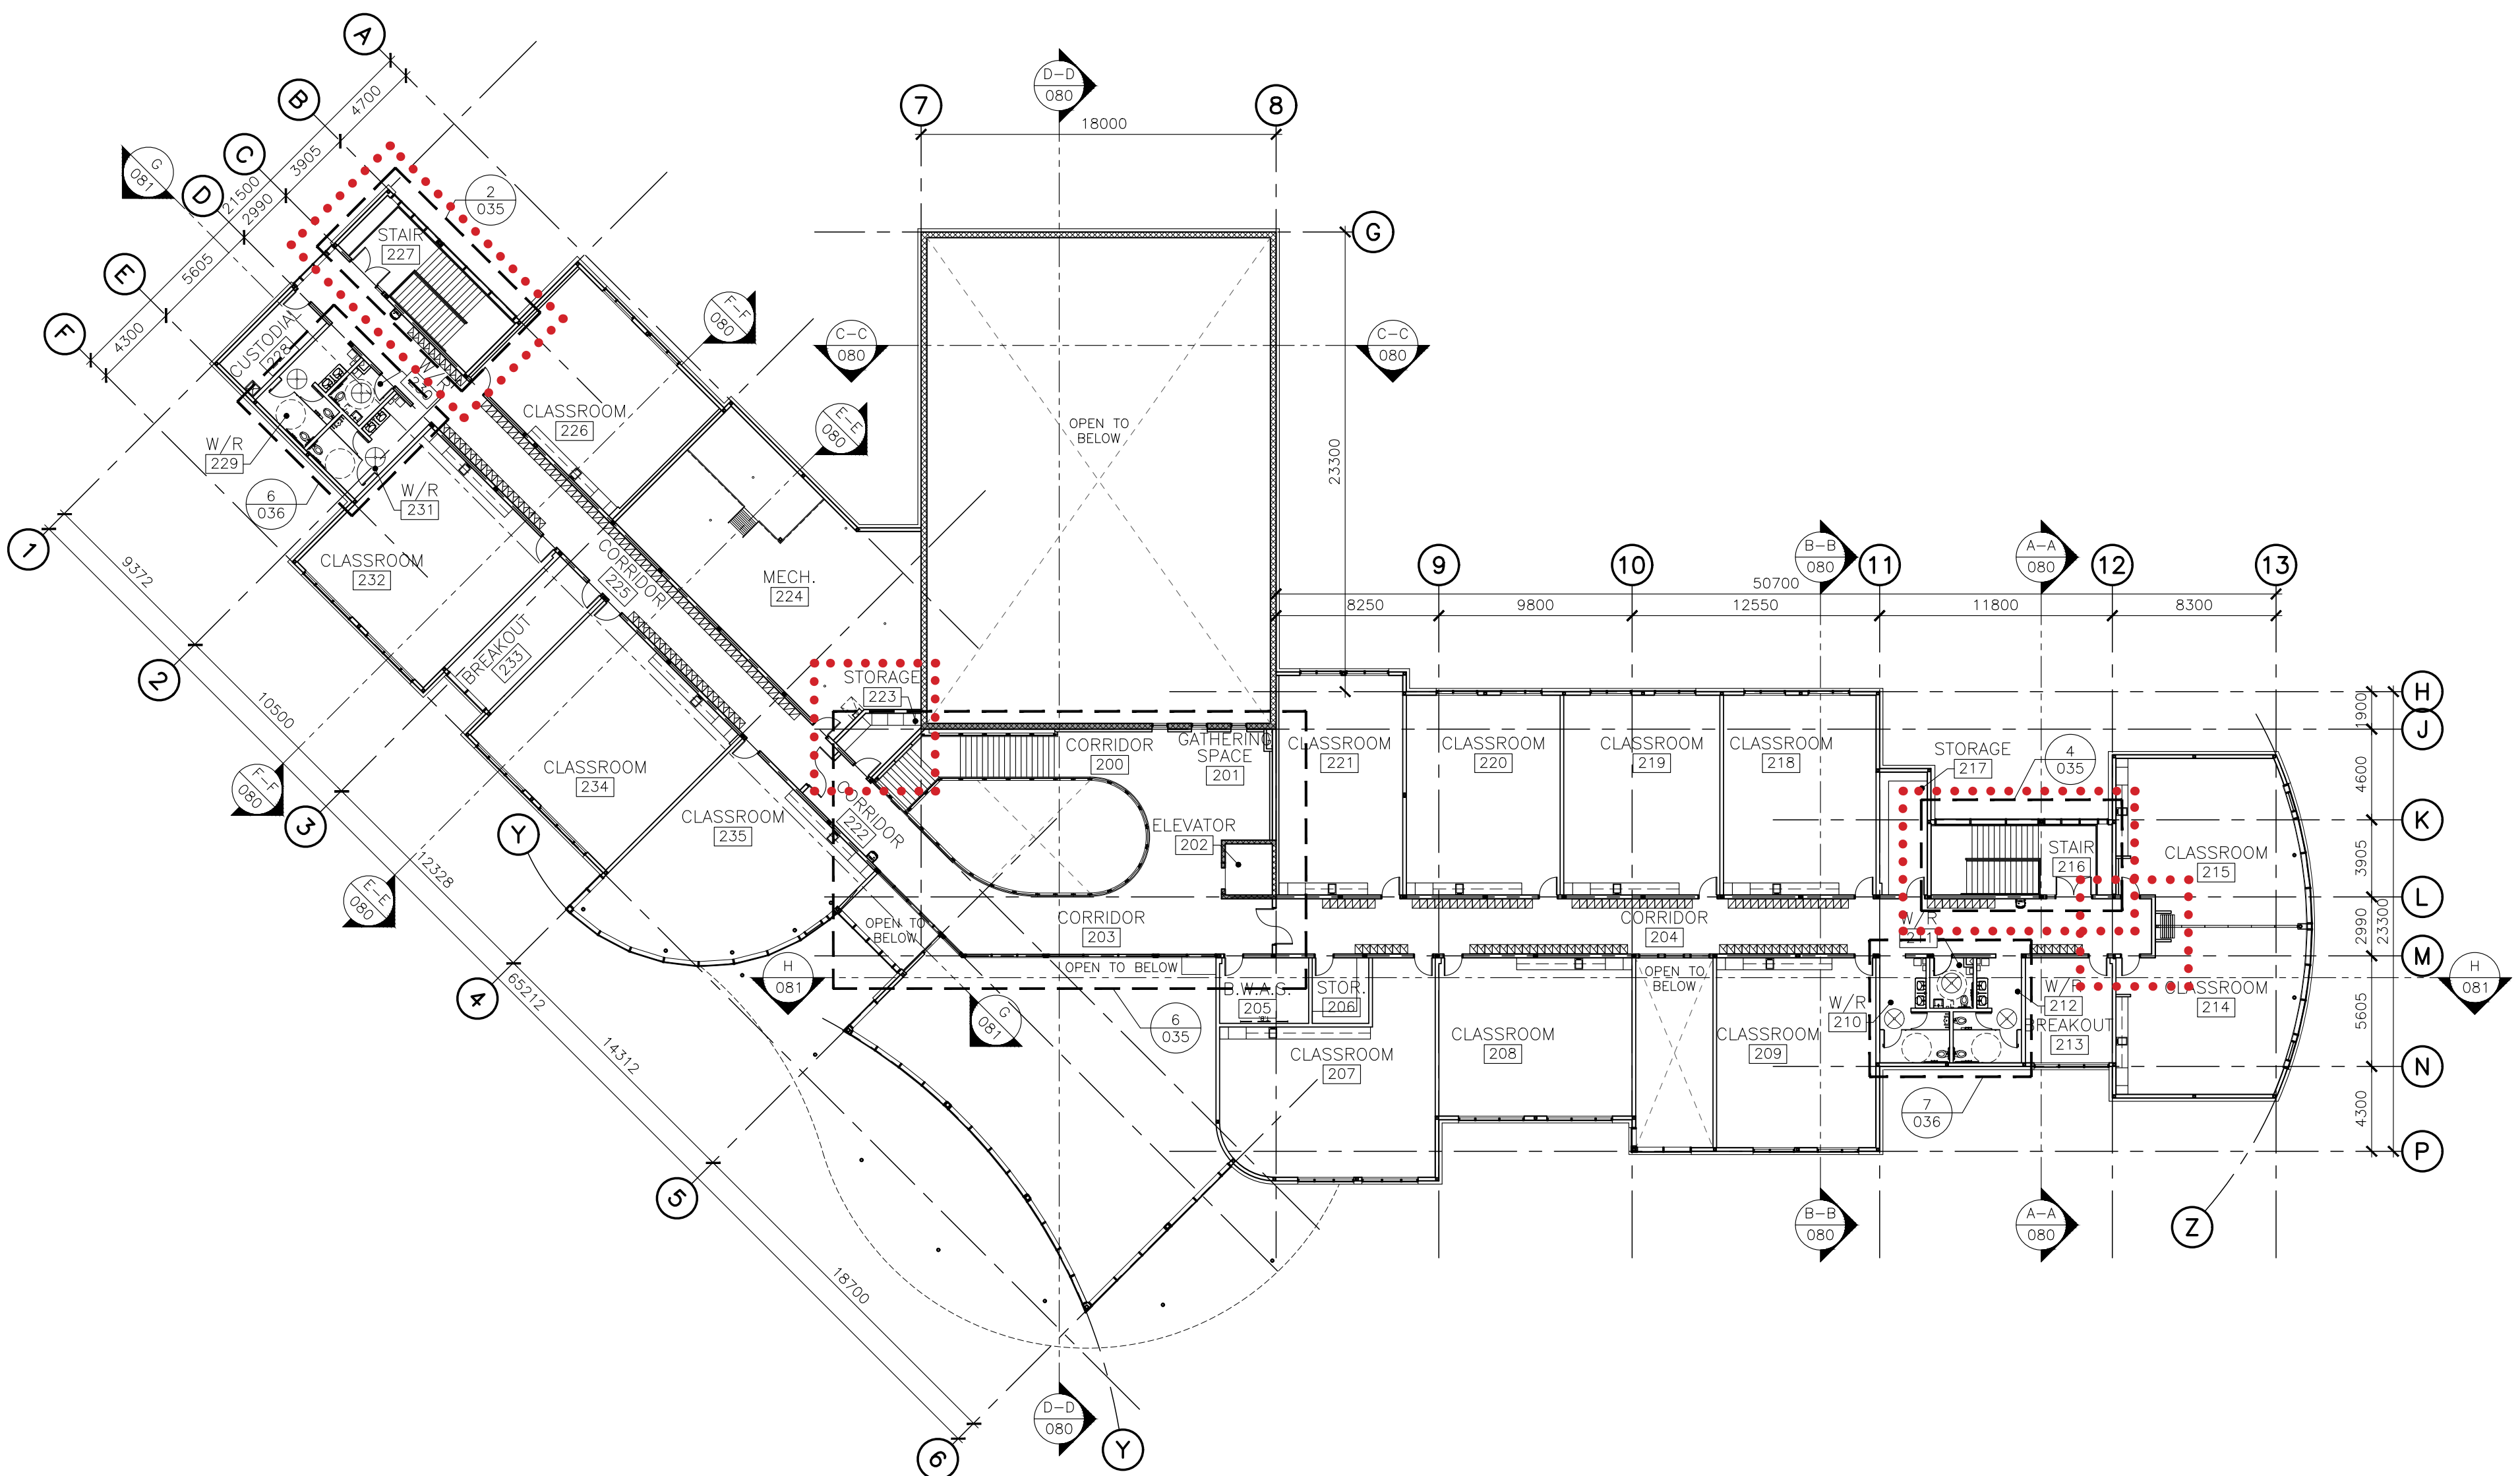 A
B
C
D
E
F
4700
3905
2990
5605
4300
21500
G
081
2
035
STAIR
227
CUSTODIAL
228
W/R
230
W/R
229
W/R
231
6
036
CLASSROOM
226
CLASSROOM
232
BREAKOUT
233
CORRIDOR
225
MECH.
224
CLASSROOM
234
CLASSROOM
235
F-F
080
E-E
080
F-F
080
E-E
080
1
2
3
4
5
6
9372
10500
12328
14312
18700
65212
Y
Y
7
8
18000
D-D
080
G
C-C
080
C-C
080
23300
OPEN TO
BELOW
STORAGE
223
CORRIDOR
222
CORRIDOR
200
GATHERING
SPACE
201
ELEVATOR
202
CORRIDOR
203
OPEN TO
BELOW
OPEN TO BELOW
H
081
G
081
6
035
D-D
080
9
10
11
12
13
B-B
080
A-A
080
50700
8250
9800
12550
11800
8300
CLASSROOM
221
CLASSROOM
220
CLASSROOM
219
CLASSROOM
218
STORAGE
217
4
035
STAIR
216
CLASSROOM
215
CORRIDOR
204
B.W.A.S.
205
STOR.
206
CLASSROOM
207
CLASSROOM
208
OPEN TO
BELOW
CLASSROOM
209
W/R
210
W/R
211
W/R
212
BREAKOUT
213
CLASSROOM
214
7
036
H
J
K
L
M
N
P
1900
4600
3905
2990
5605
4300
23300
H
081
B-B
080
A-A
080
Z